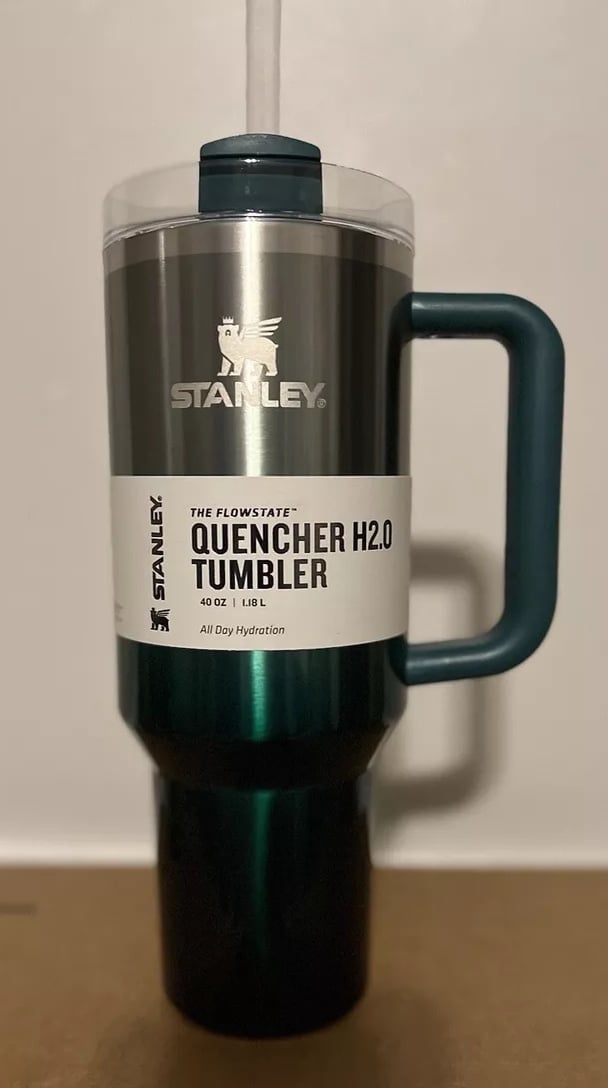 STANLEY®
STANLEY®
THE FLOWSTATE™
QUENCHER H2.0
TUMBLER
40 OZ | 1.18 L
All Day Hydration